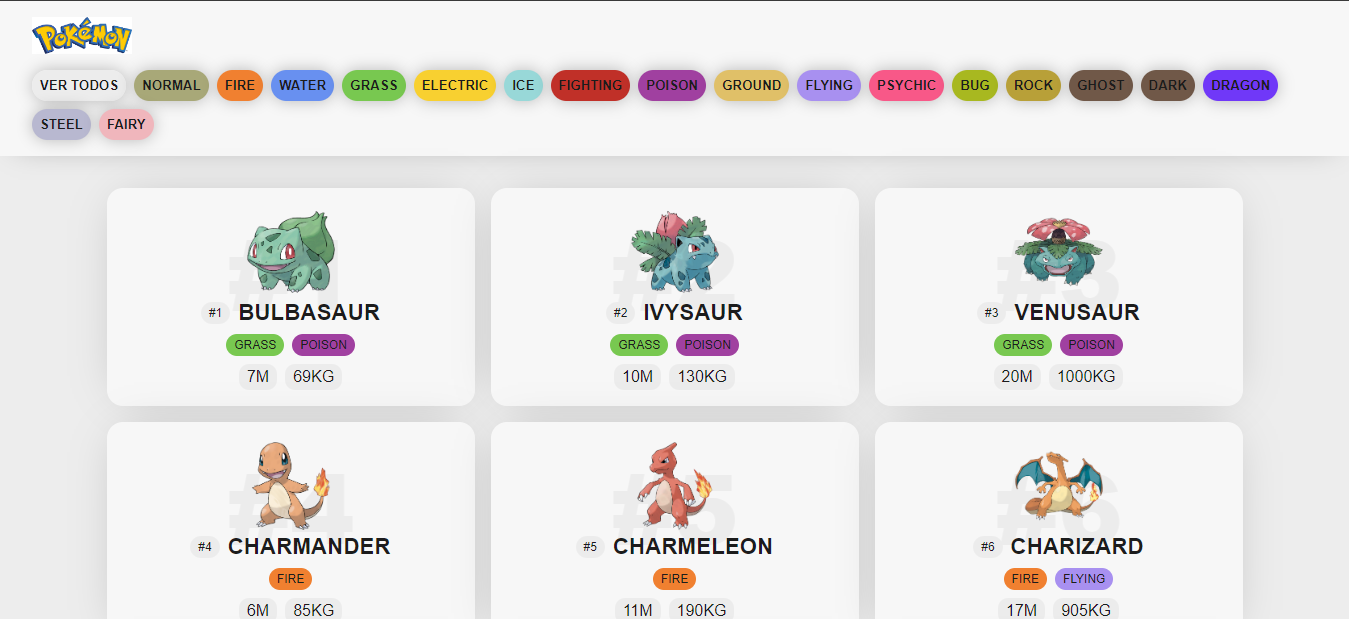 POKéMON
VER TODOS NORMAL FIRE WATER GRASS ELECTRIC ICE FIGHTING POISON GROUND FLYING PSYCHIC BUG ROCK GHOST DARK DRAGON
STEEL FAIRY
#1
#1 BULBASAUR
GRASS POISON
7M 69KG
#2
#2 IVYSAUR
GRASS POISON
10M 130KG
#3
#3 VENUSAUR
GRASS POISON
20M 1000KG
#4
#4 CHARMANDER
FIRE
6M 85KG
#5
#5 CHARMELEON
FIRE
11M 190KG
#6
#6 CHARIZARD
FIRE FLYING
17M 905KG